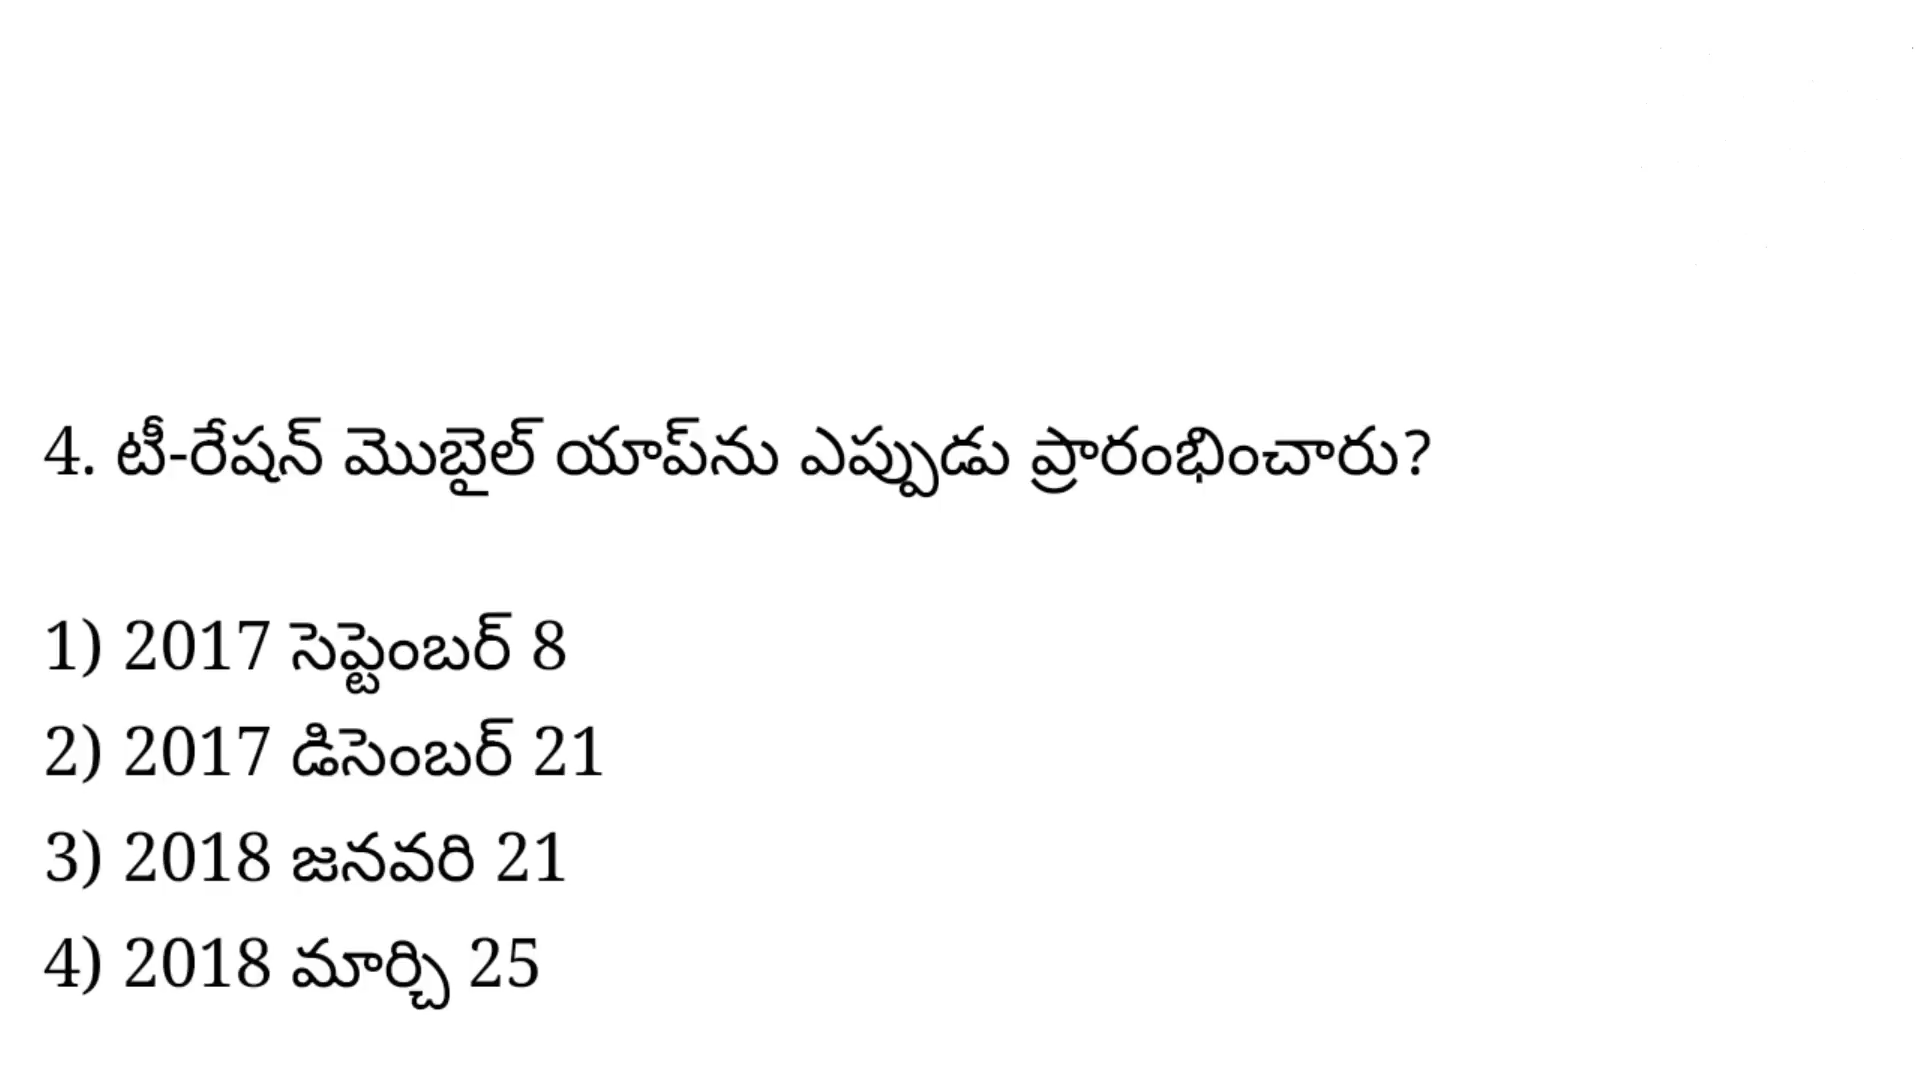 4. టీ-రేషన్ మొబైల్ యాప్‌ను ఎప్పుడు ప్రారంభించారు?
1) 2017 సెప్టెంబర్ 8
2) 2017 డిసెంబర్ 21
3) 2018 జనవరి 21
4) 2018 మార్చి 25